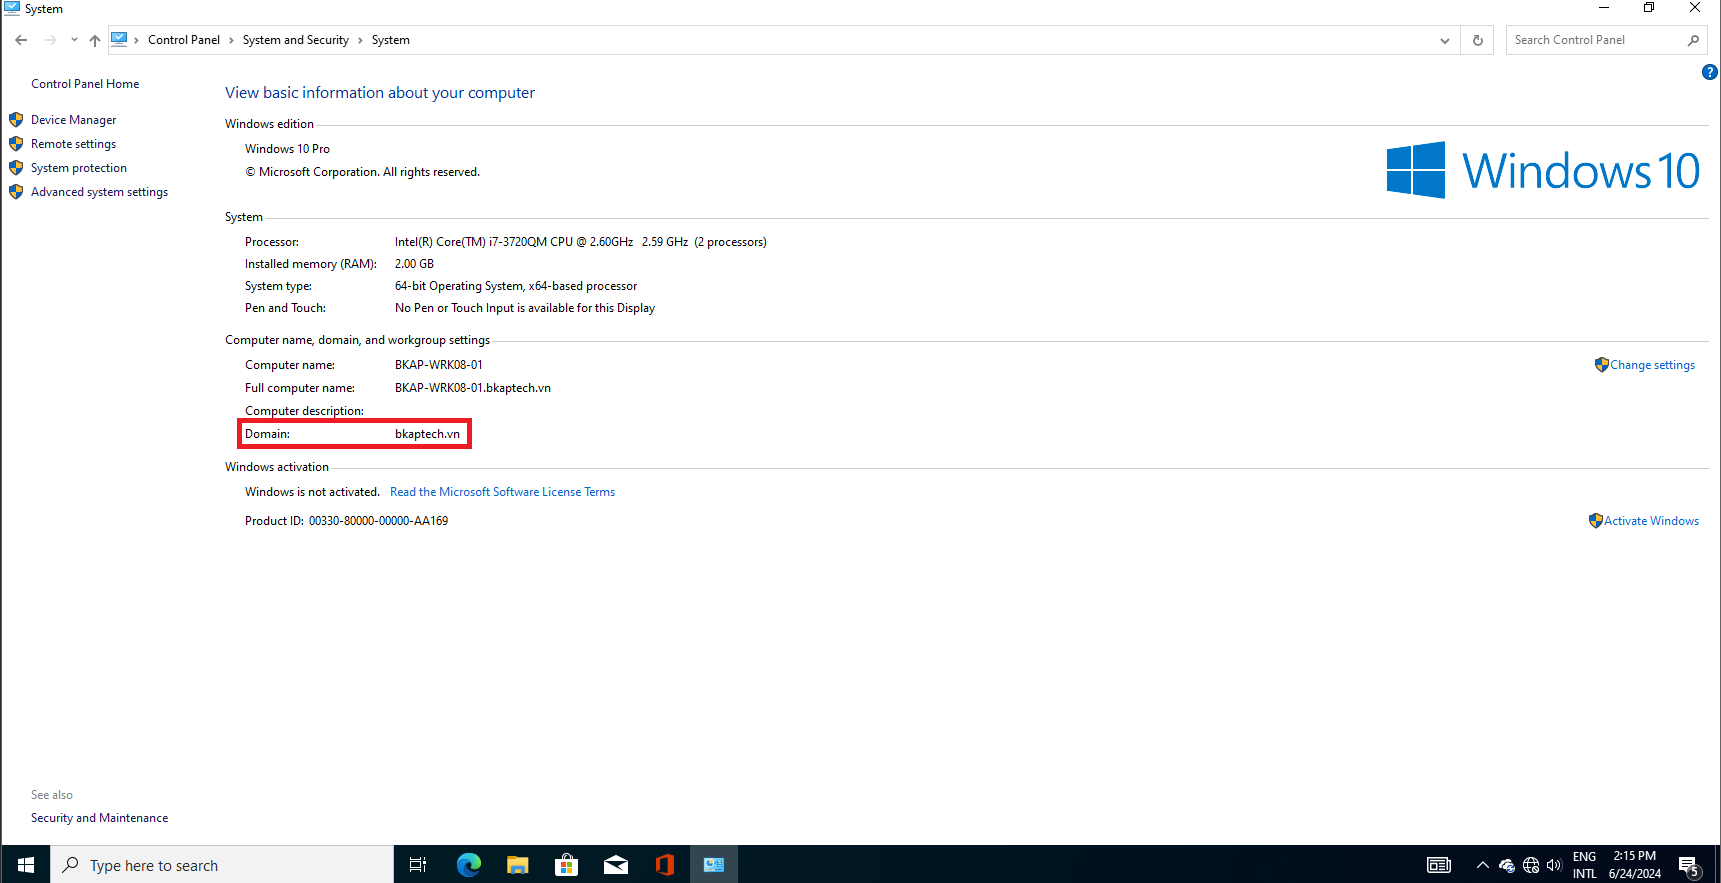 System
Control Panel > System and Security > System
Search Control Panel
?
Control Panel Home
Device Manager
Remote settings
System protection
Advanced system settings
View basic information about your computer
Windows edition
Windows 10 Pro
© Microsoft Corporation. All rights reserved.
Windows 10
System
Processor: Intel(R) Core(TM) i7-3720QM CPU @ 2.60GHz 2.59 GHz (2 processors)
Installed memory (RAM): 2.00 GB
System type: 64-bit Operating System, x64-based processor
Pen and Touch: No Pen or Touch Input is available for this Display
Computer name, domain, and workgroup settings
Computer name: BKAP-WRK08-01
Change settings
Full computer name: BKAP-WRK08-01.bkaptech.vn
Computer description:
Domain: bkaptech.vn
Windows activation
Windows is not activated. Read the Microsoft Software License Terms
Product ID: 00330-80000-00000-AA169
Activate Windows
See also
Security and Maintenance
Type here to search
ENG
INTL
2:15 PM
6/24/2024
5